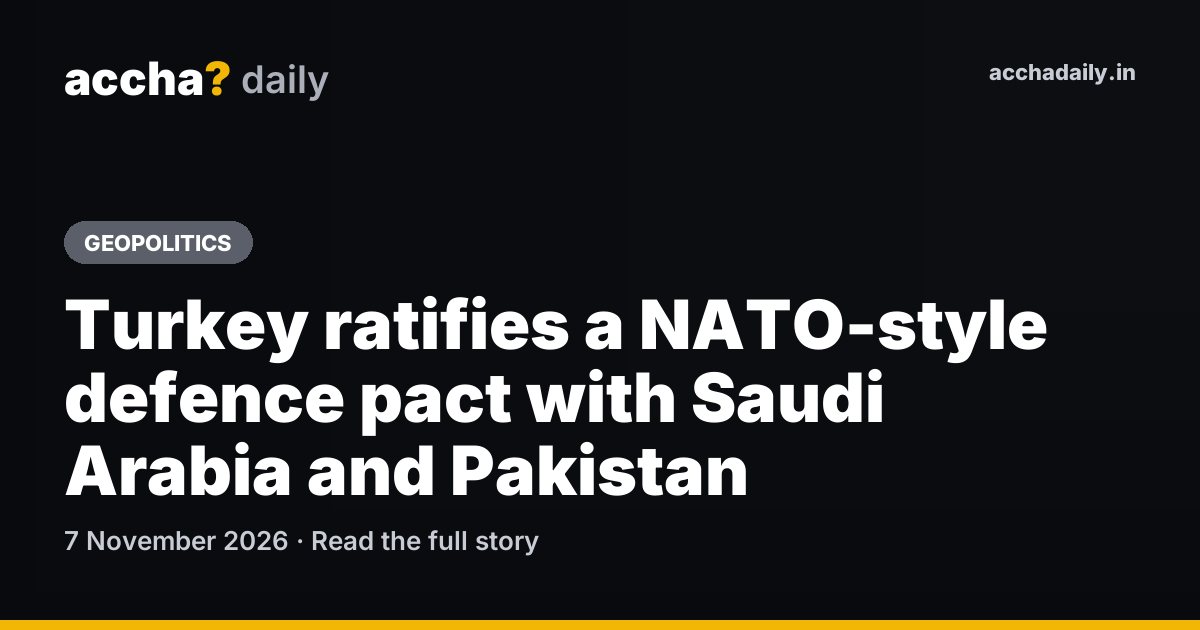 accha? daily
acchadaily.in
GEOPOLITICS
Turkey ratifies a NATO-style
defence pact with Saudi
Arabia and Pakistan
7 November 2026 · Read the full story